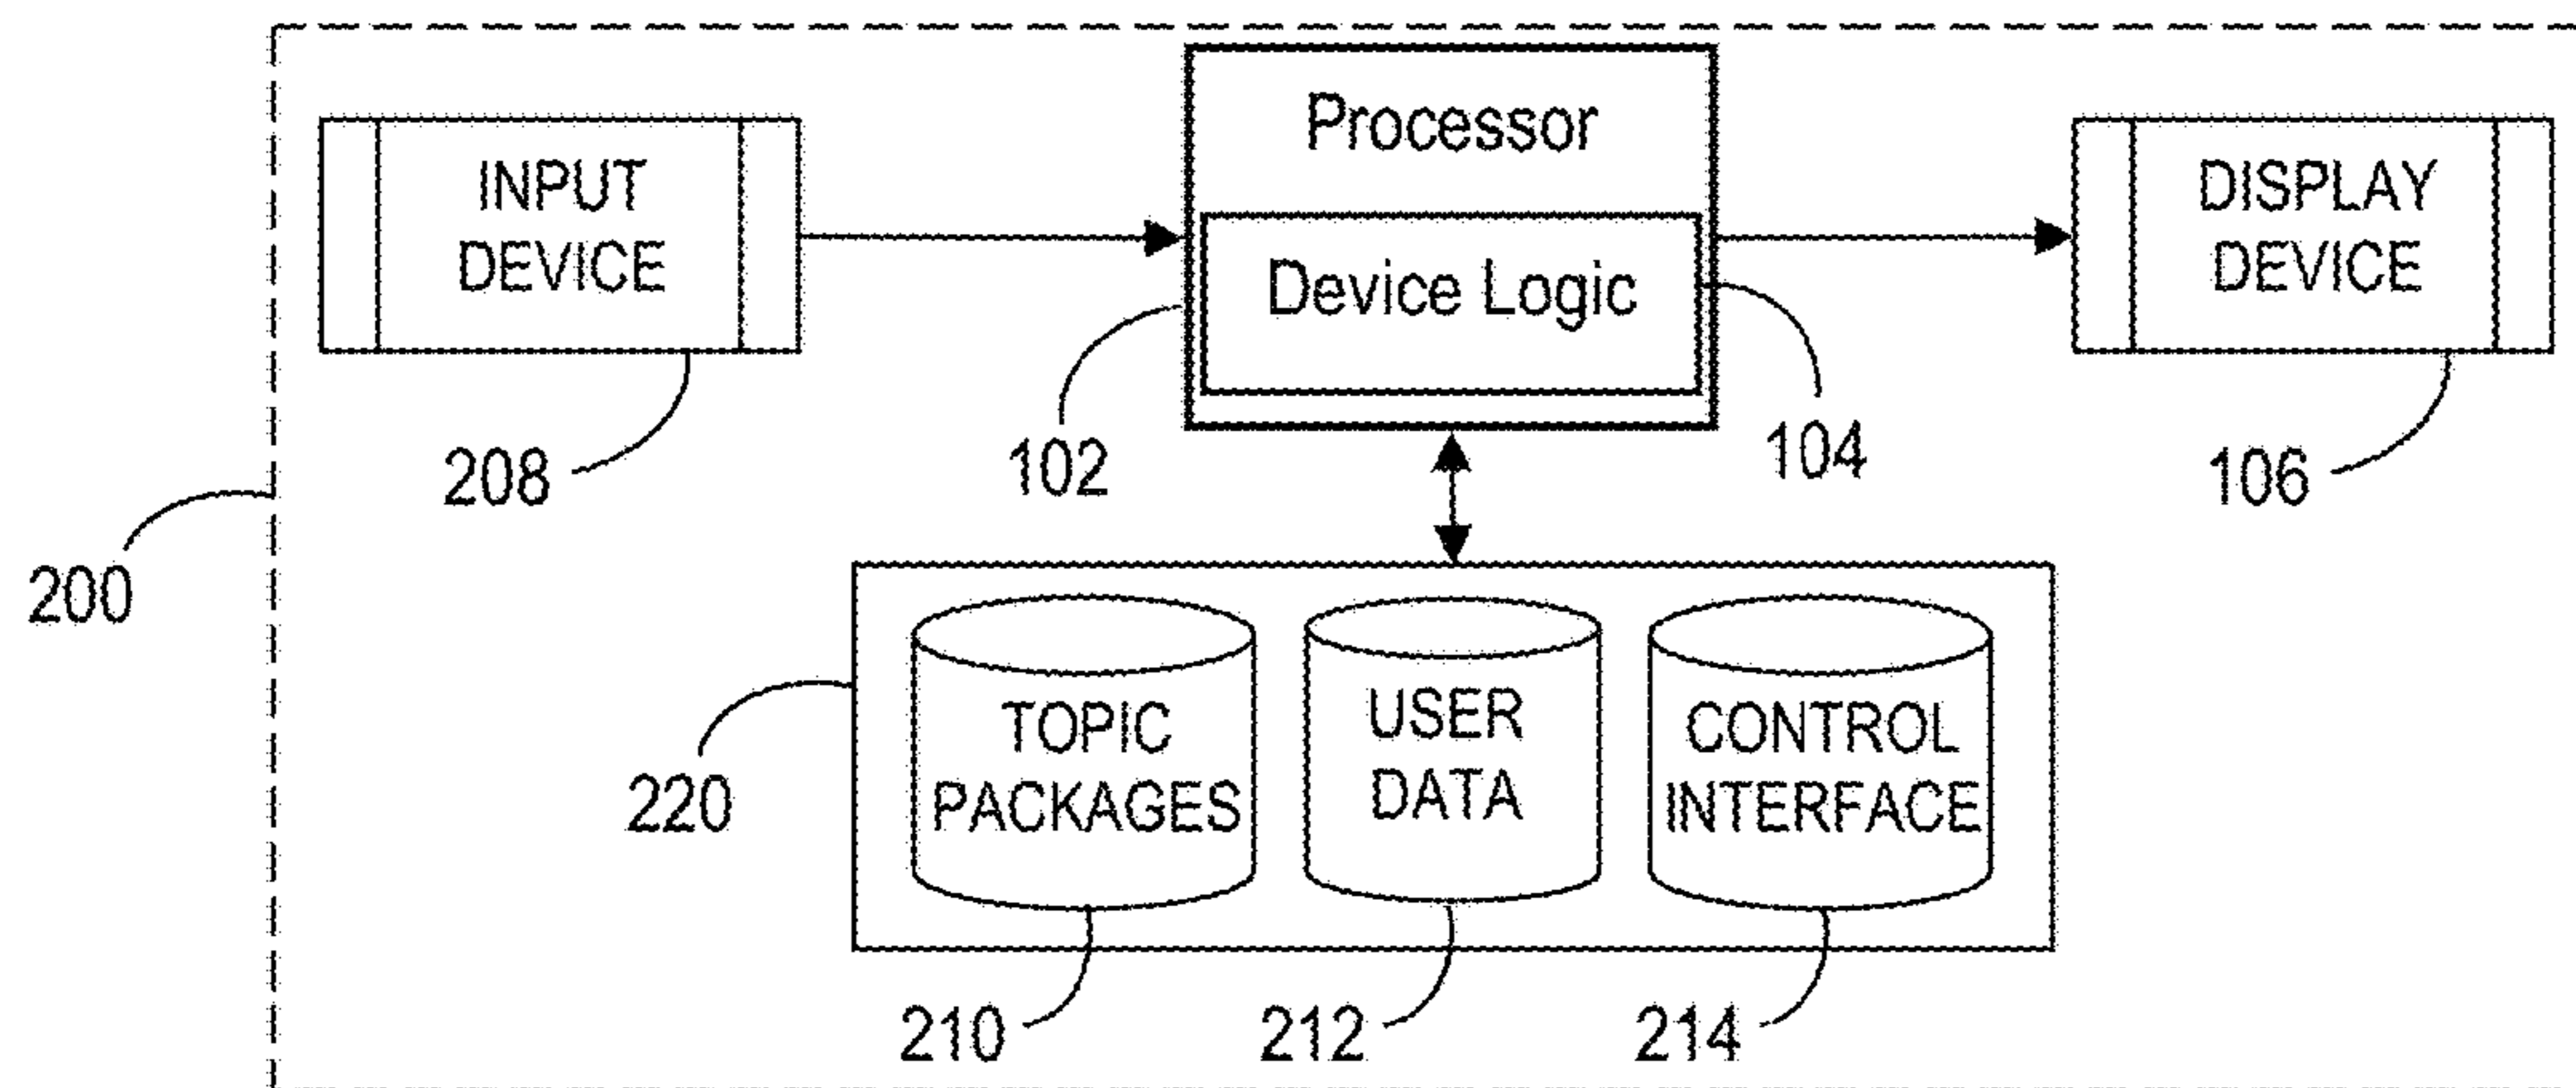 Processor
INPUT
DEVICE
Device Logic
DISPLAY
DEVICE
208
102
104
106
200
220
TOPIC
PACKAGES
USER
DATA
CONTROL
INTERFACE
210
212
214